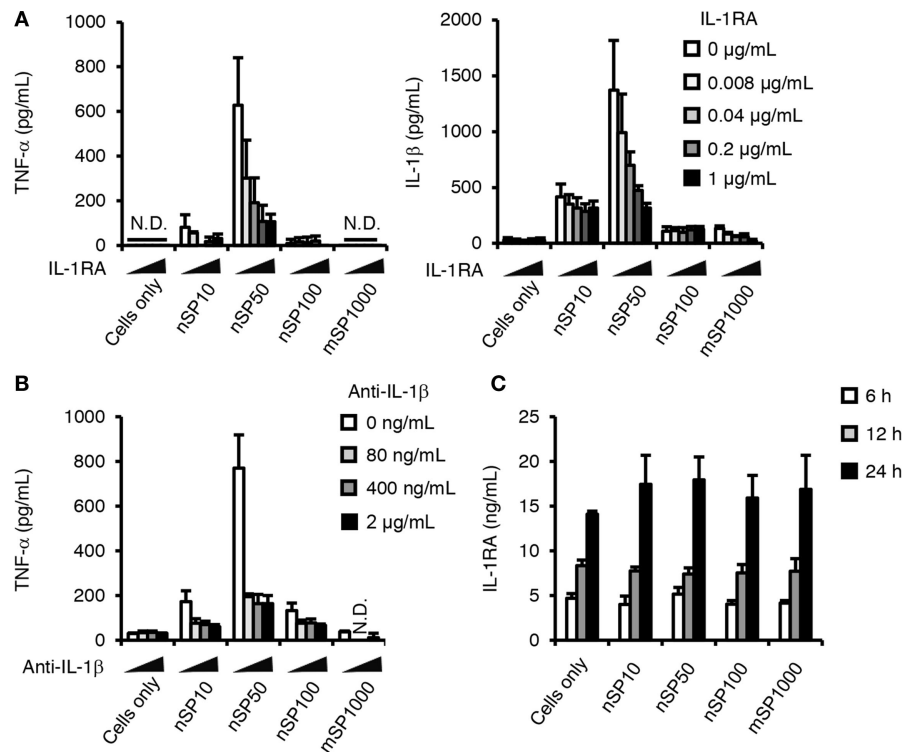 A
TNF-α (pg/mL)
1000
800
600
400
200
0
N.D.
N.D.
IL-1RA
Cells only
nSP10
nSP50
nSP100
mSP1000
IL-1β (pg/mL)
2000
1500
1000
500
0
IL-1RA
0 µg/mL
0.008 µg/mL
0.04 µg/mL
0.2 µg/mL
1 µg/mL
IL-1RA
Cells only
nSP10
nSP50
nSP100
mSP1000
B
TNF-α (pg/mL)
1000
800
600
400
200
0
Anti-IL-1β
0 ng/mL
80 ng/mL
400 ng/mL
2 µg/mL
N.D.
Anti-IL-1β
Cells only
nSP10
nSP50
nSP100
mSP1000
C
IL-1RA (ng/mL)
25
20
15
10
5
0
6 h
12 h
24 h
Cells only
nSP10
nSP50
nSP100
mSP1000